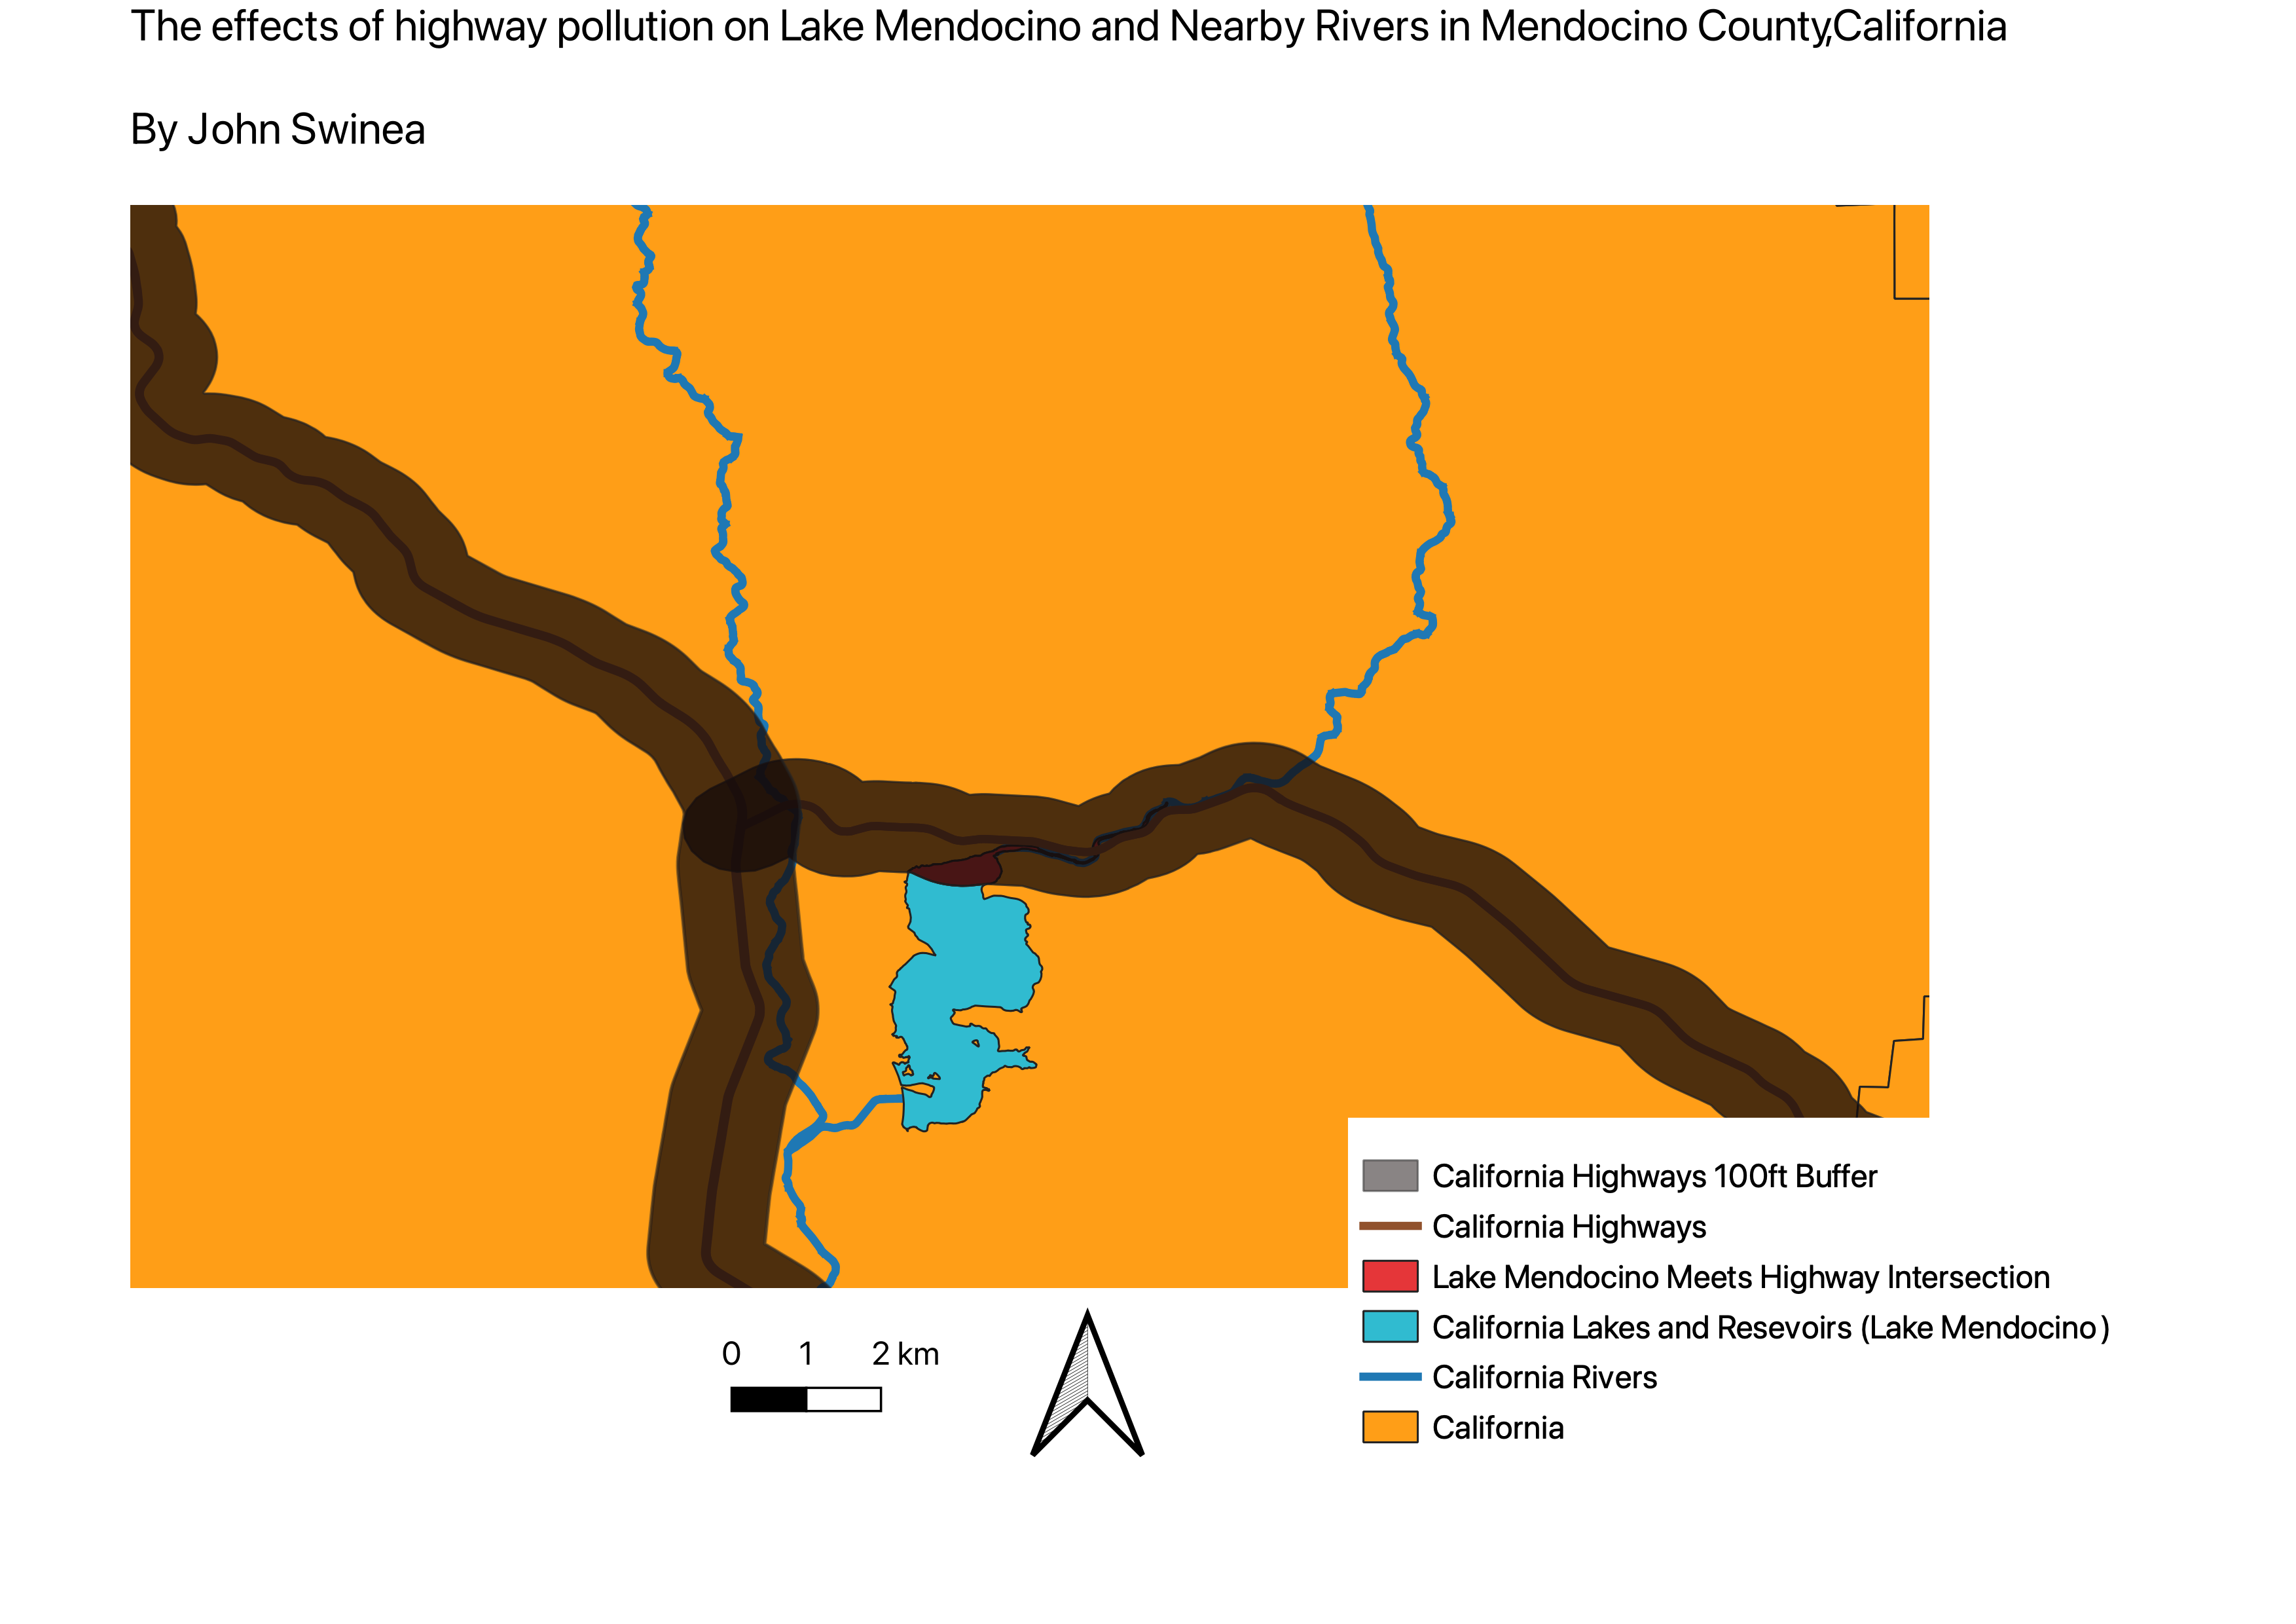 The effects of highway pollution on Lake Mendocino and Nearby Rivers in Mendocino County,California
By John Swinea
California Highways 100ft Buffer
California Highways
Lake Mendocino Meets Highway Intersection
California Lakes and Resevoirs (Lake Mendocino)
California Rivers
California
0 1 2 km